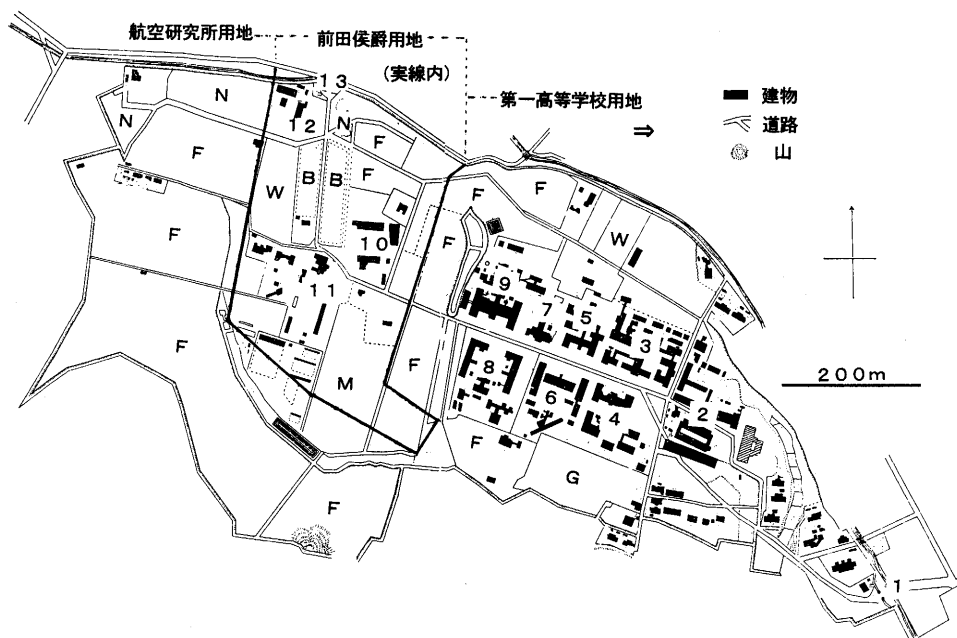 航空研究所用地
前田侯爵用地
(実線内)
第一高等学校用地
⇒
建物
道路
山
13
N
12
N
N
F
F
B
B
F
F
W
W
F
F
10
9
11
7
5
3
F
M
F
8
6
4
2
200m
F
G
F
1